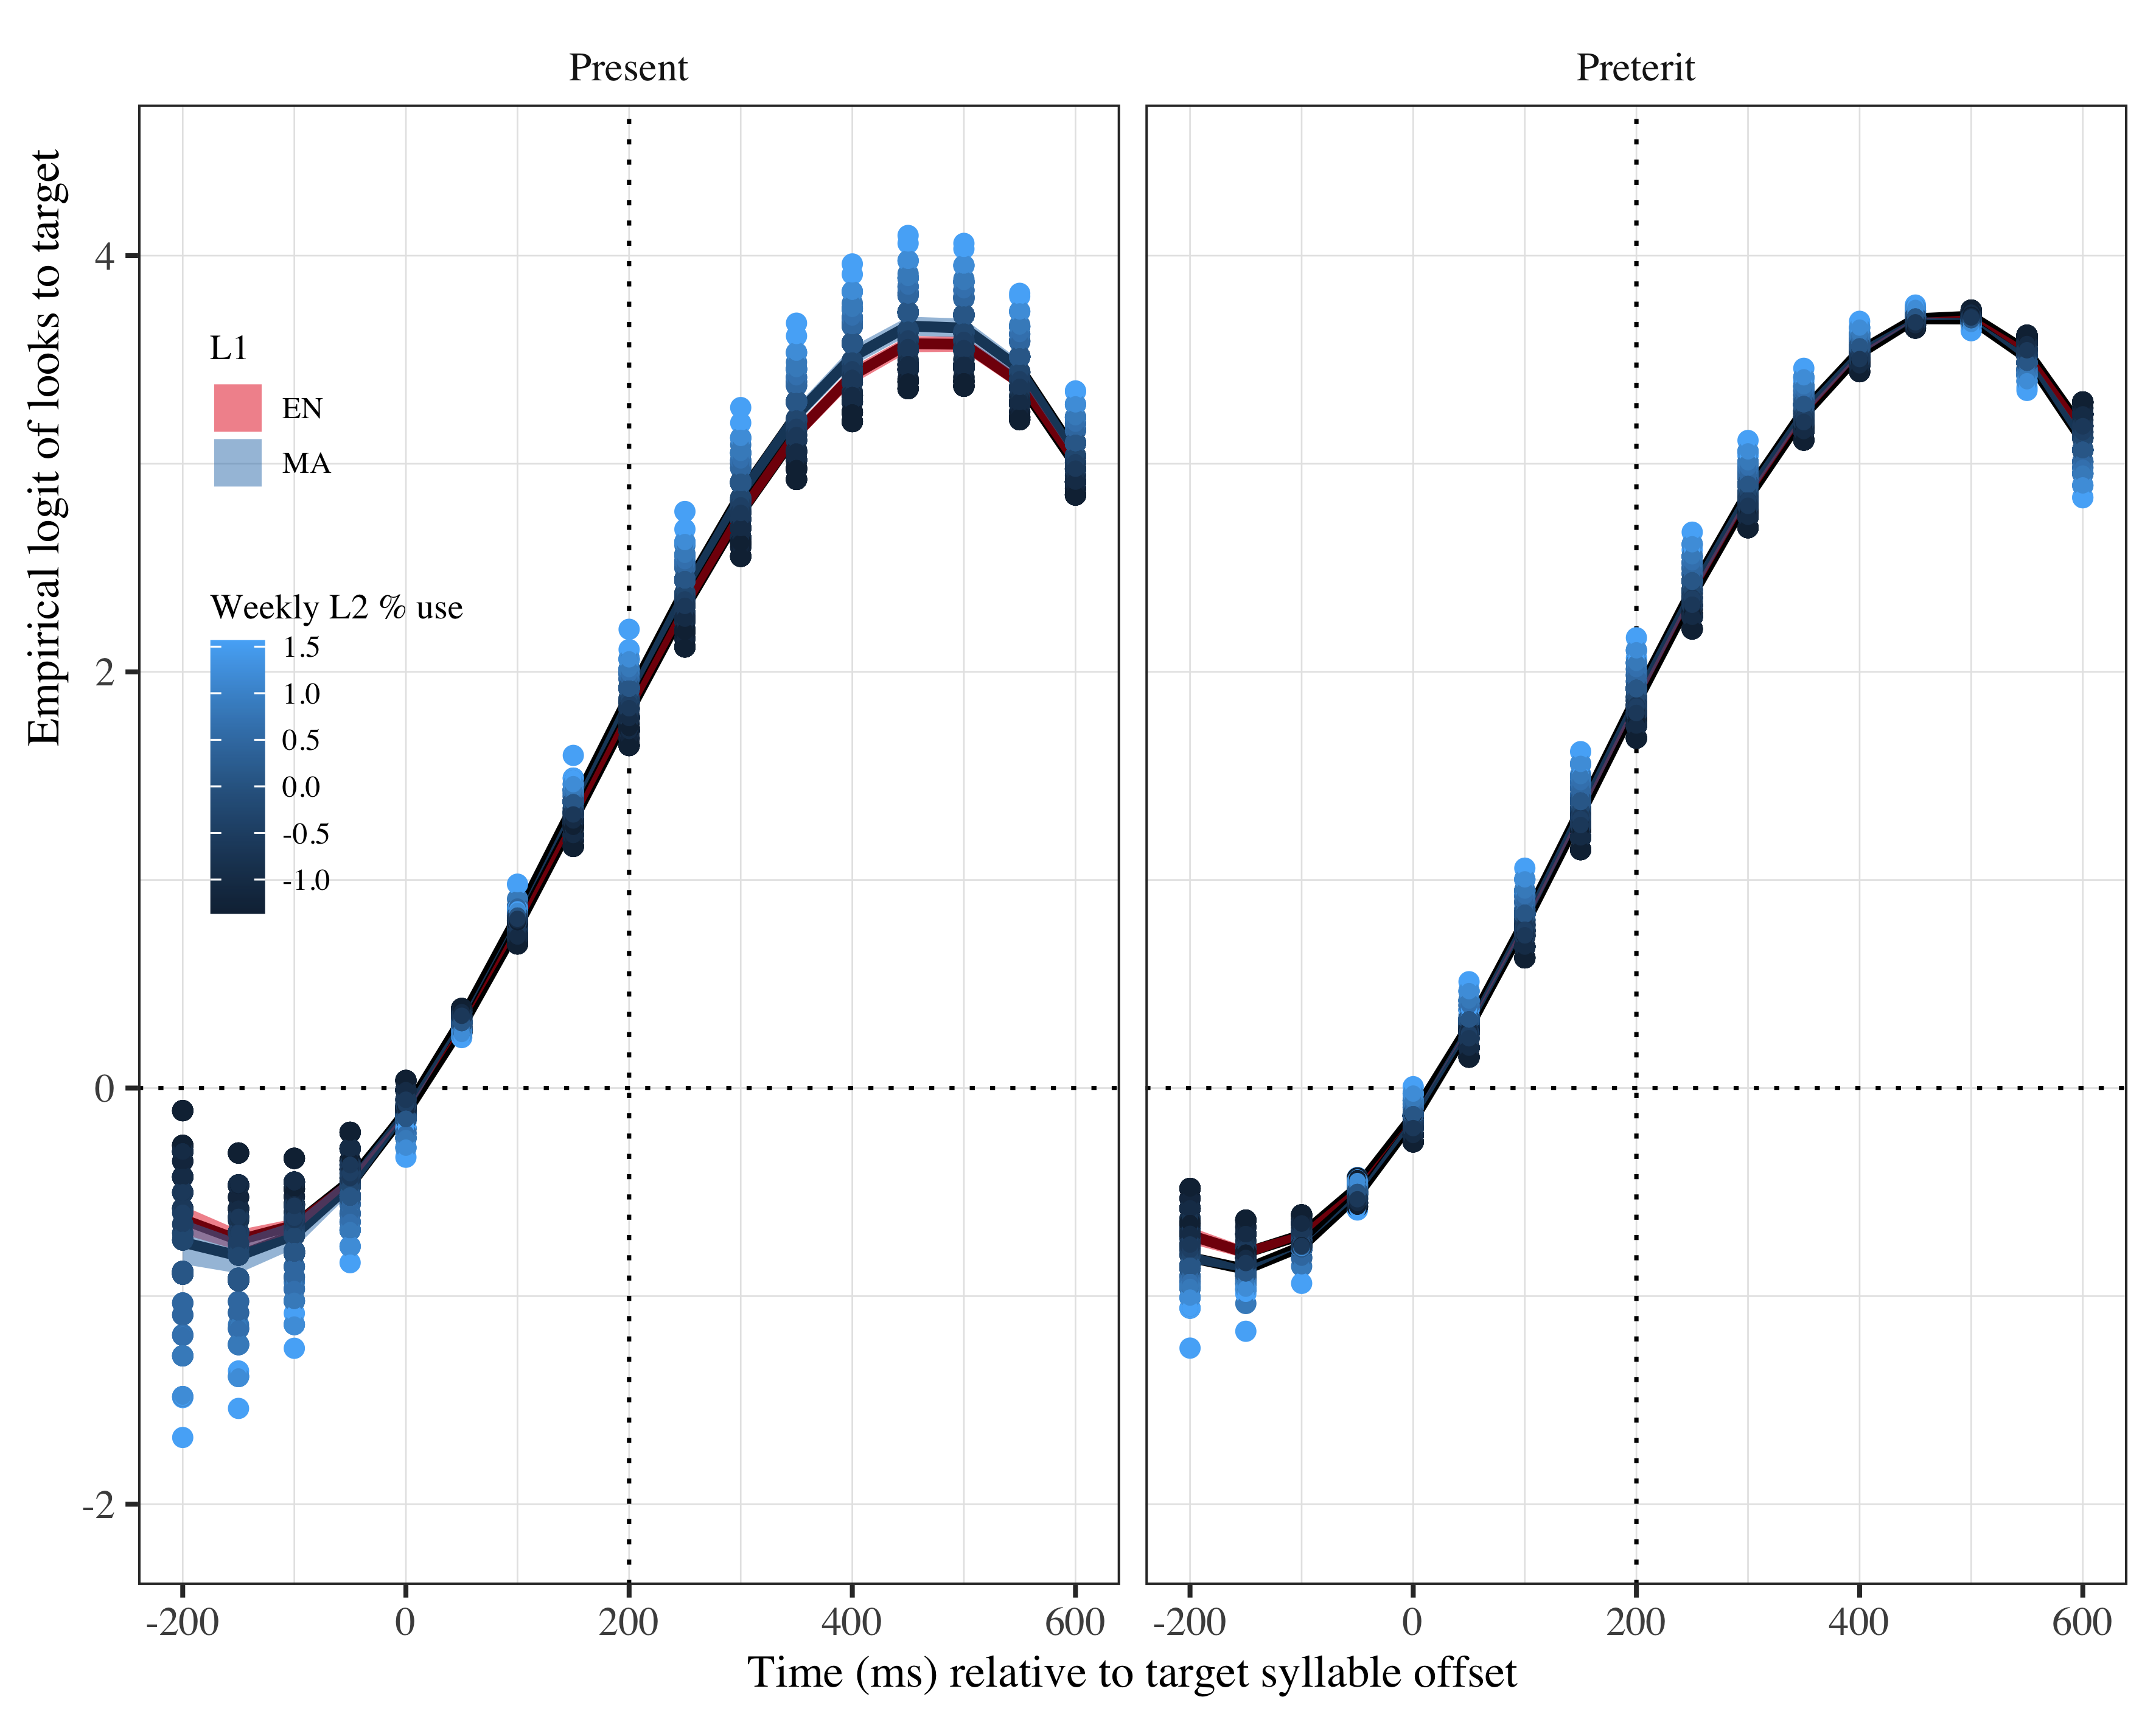 Present
Preterit
Empirical logit of looks to target
4
2
0
-2
L1
EN
MA
Weekly L2 % use
1.5
1.0
0.5
0.0
-0.5
-1.0
-200 0 200 400 600
-200 0 200 400 600
Time (ms) relative to target syllable offset